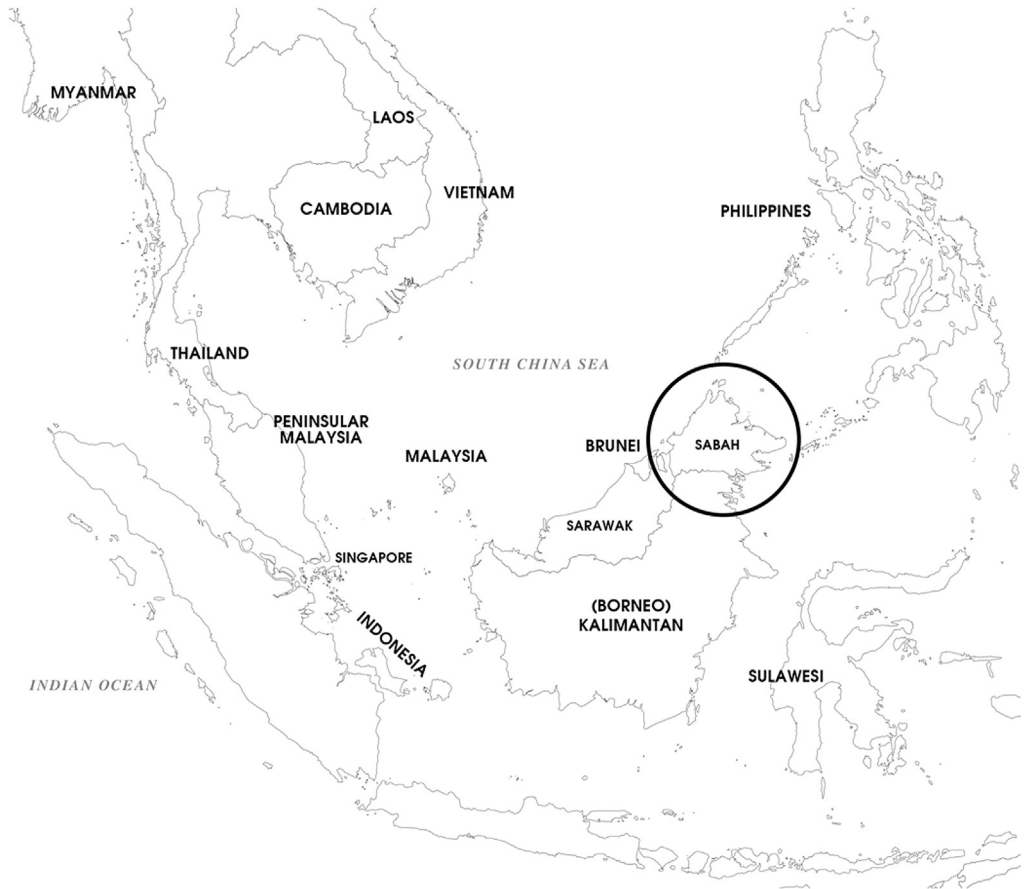 MYANMAR
LAOS
VIETNAM
CAMBODIA
PHILIPPINES
THAILAND
SOUTH CHINA SEA
PENINSULAR
MALAYSIA
MALAYSIA
BRUNEI
SABAH
SARAWAK
SINGAPORE
(BORNEO)
KALIMANTAN
INDONESIA
SULAWESI
INDIAN OCEAN